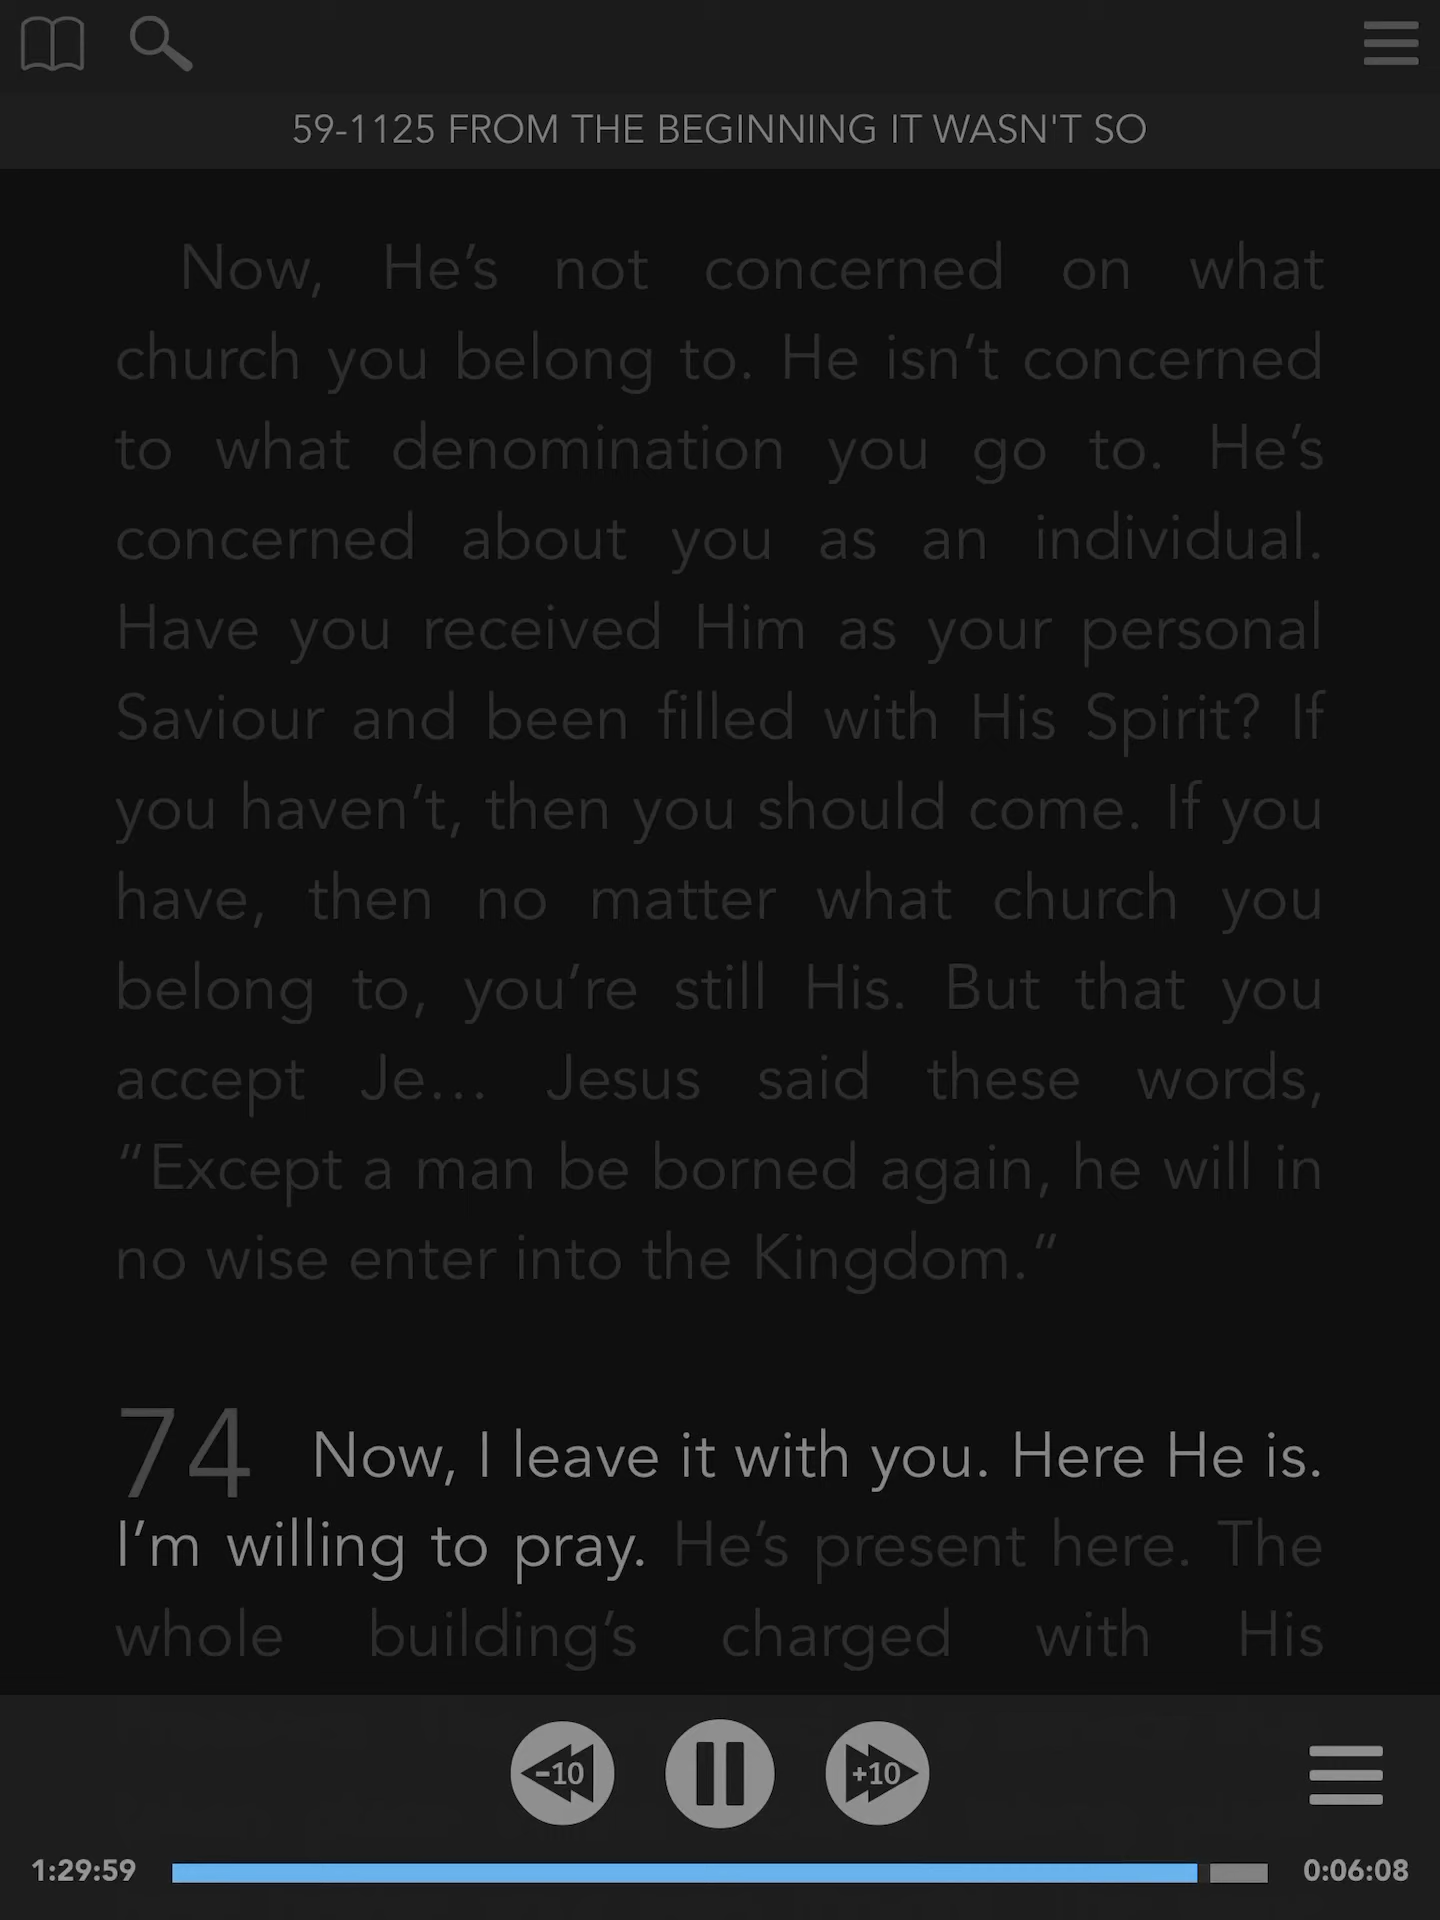 59-1125 FROM THE BEGINNING IT WASN'T SO
Now, He’s not concerned on what
church you belong to. He isn’t concerned
to what denomination you go to. He’s
concerned about you as an individual.
Have you received Him as your personal
Saviour and been filled with His Spirit? If
you haven’t, then you should come. If you
have, then no matter what church you
belong to, you’re still His. But that you
accept Je… Jesus said these words,
“Except a man be borned again, he will in
no wise enter into the Kingdom.”
74 Now, I leave it with you. Here He is.
I’m willing to pray. He’s present here. The
whole building’s charged with His
-10 +10
1:29:59 0:06:08